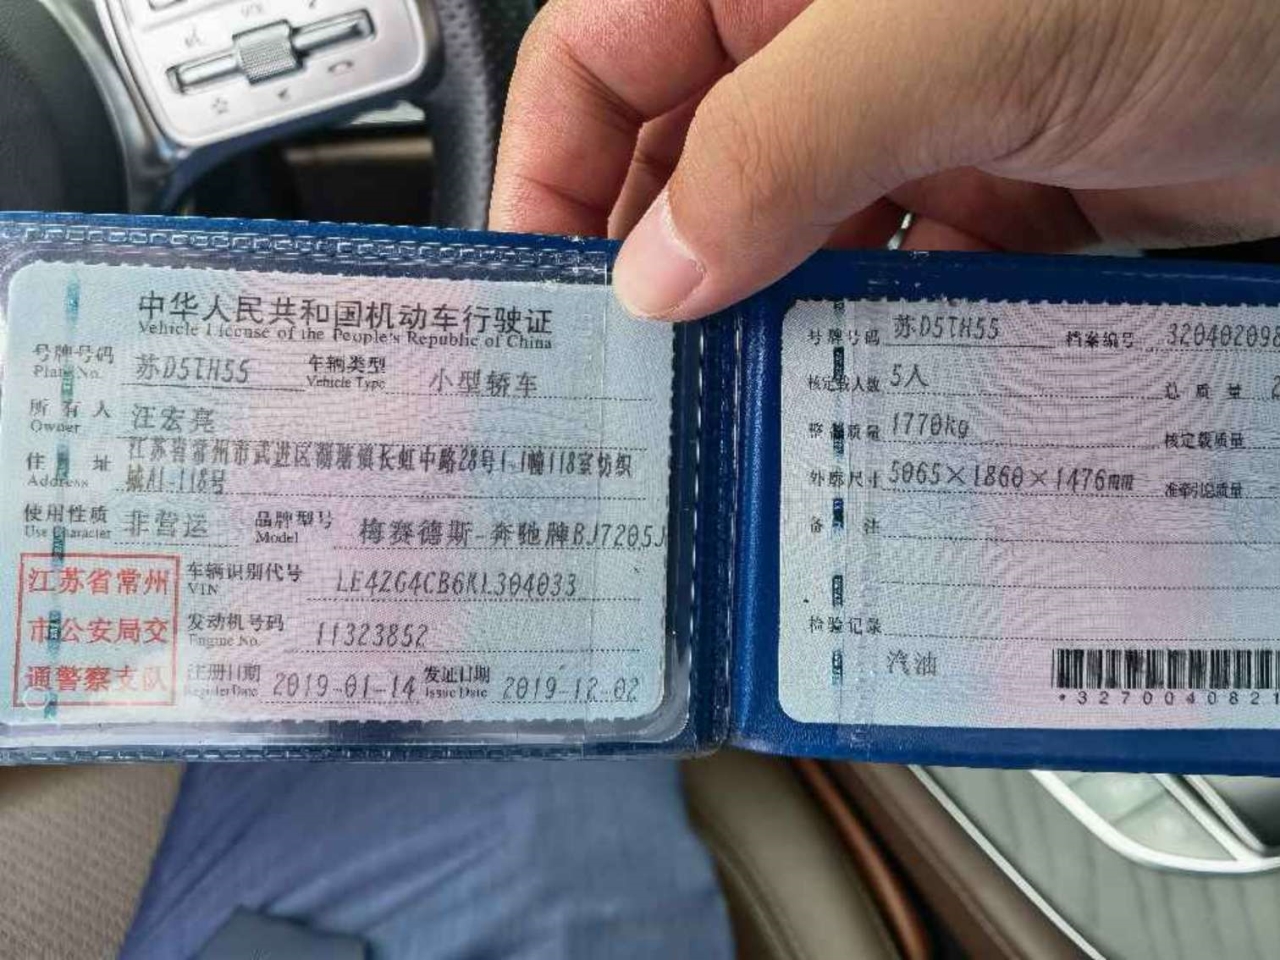 中华人民共和国机动车行驶证
Vehicle License of the People's Republic of China
号牌号码 苏D5TH55 车辆类型 小型轿车
Plate No. Vehicle Type
所有人 汪宏亮
Owner
住址 江苏省常州市武进区湖塘镇长虹中路28号1-1幢118室纺织
Address 城A1-118号
使用性质 非营运 品牌型号 梅赛德斯-奔驰牌BJ7205J
Use Character Model
江苏省常州
市公安局交
通警察支队
车辆识别代号 LE4ZG4CB6KL304033
VIN
发动机号码 11323852
Engine No.
注册日期 2019-01-14 发证日期 2019-12-02
Register Date Issue Date
号牌号码 苏D5TH55 档案编号 320402098
核定载人数 5人 总质量
整备质量 1770kg 核定载质量
外廓尺寸 5065×1860×1476 准牵引总质量
备注
检验记录
汽油
*3270040821